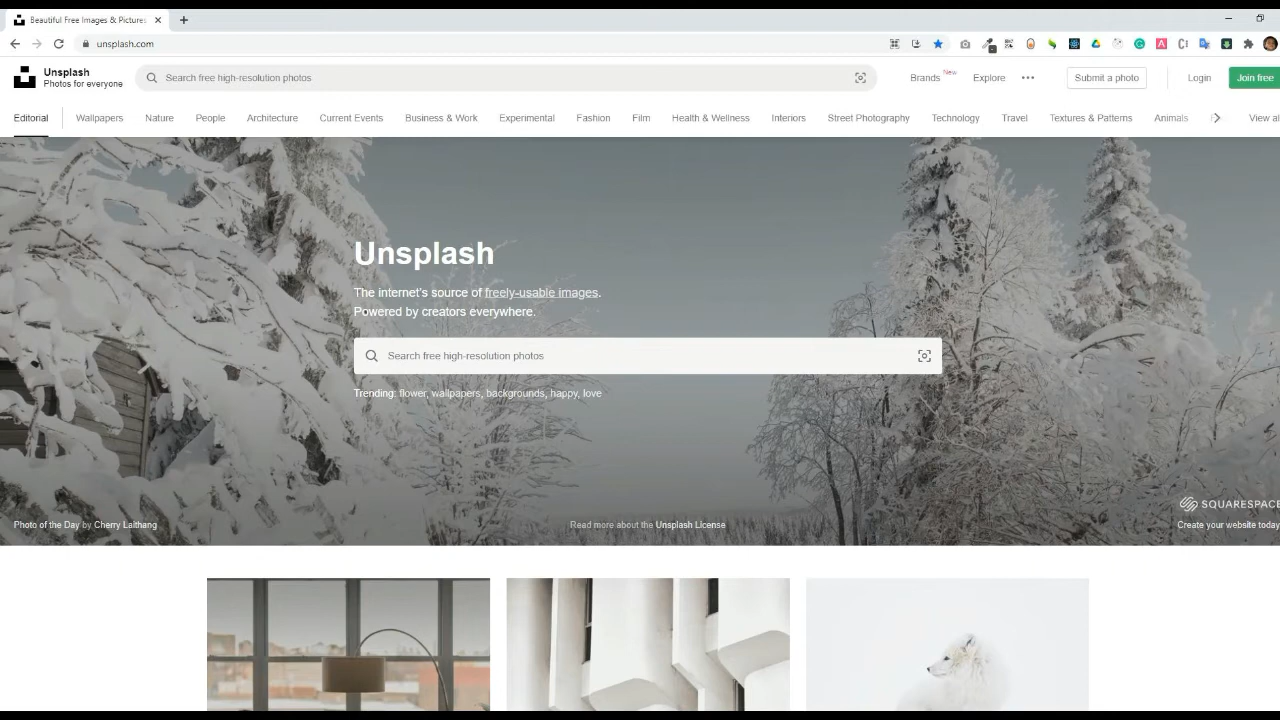 Beautiful Free Images & Pictures
unsplash.com
Unsplash
Photos for everyone
Search free high-resolution photos
Brands New
Explore
Submit a photo
Login
Join free
Editorial
Wallpapers
Nature
People
Architecture
Current Events
Business & Work
Experimental
Fashion
Film
Health & Wellness
Interiors
Street Photography
Technology
Travel
Textures & Patterns
Animals
View al
Unsplash
The internet's source of freely-usable images.
Powered by creators everywhere.
Search free high-resolution photos
Trending: flower, wallpapers, backgrounds, happy, love
Photo of the Day by Cherry Laithang
Read more about the Unsplash License
SQUARESPACE
Create your website today